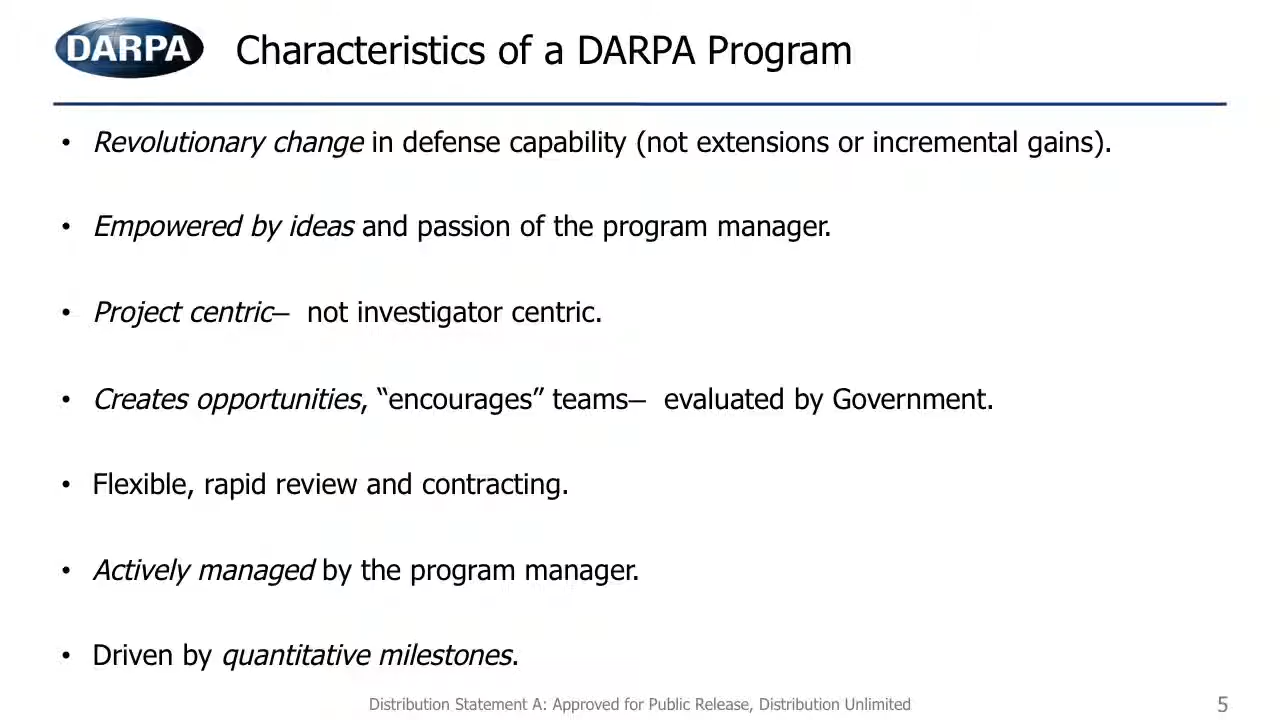 DARPA
Characteristics of a DARPA Program
• Revolutionary change in defense capability (not extensions or incremental gains).
• Empowered by ideas and passion of the program manager.
• Project centric– not investigator centric.
• Creates opportunities, “encourages” teams– evaluated by Government.
• Flexible, rapid review and contracting.
• Actively managed by the program manager.
• Driven by quantitative milestones.
Distribution Statement A: Approved for Public Release, Distribution Unlimited
5